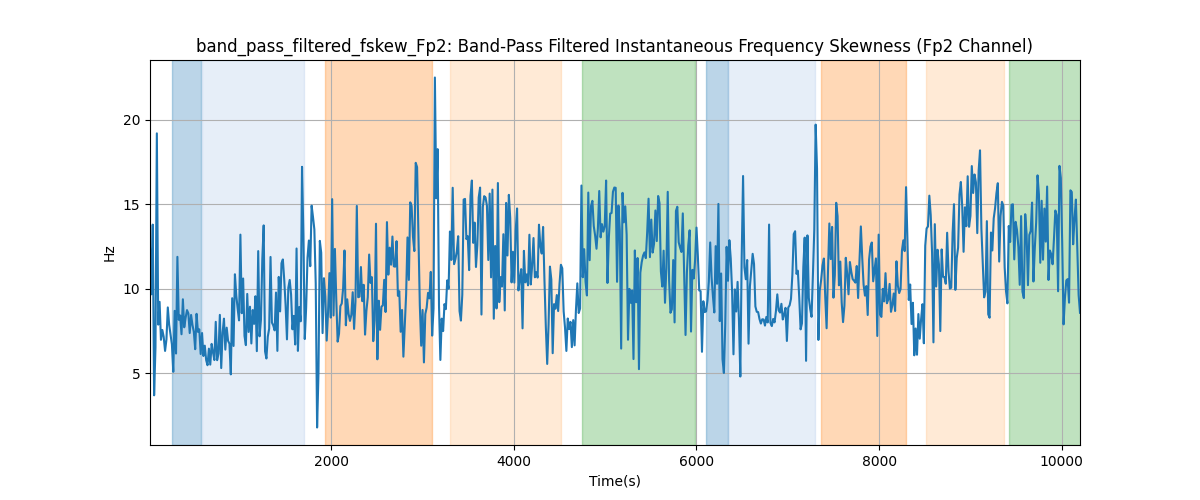 band_pass_filtered_fskew_Fp2: Band-Pass Filtered Instantaneous Frequency Skewness (Fp2 Channel)
20
15
10
5
Hz
2000 4000 6000 8000 10000
Time(s)